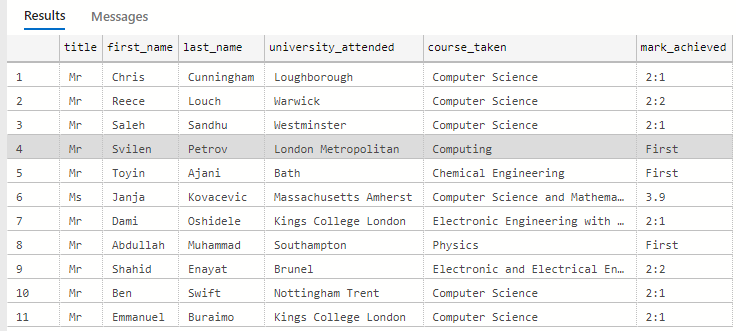 Results Messages
title first_name last_name university_attended course_taken mark_achieved
1 Mr Chris Cunningham Loughborough Computer Science 2:1
2 Mr Reece Louch Warwick Computer Science 2:2
3 Mr Saleh Sandhu Westminster Computer Science 2:1
4 Mr Svilen Petrov London Metropolitan Computing First
5 Mr Toyin Ajani Bath Chemical Engineering First
6 Ms Janja Kovacevic Massachusetts Amherst Computer Science and Mathema… 3.9
7 Mr Dami Oshidele Kings College London Electronic Engineering with … 2:1
8 Mr Abdullah Muhammad Southampton Physics First
9 Mr Shahid Enayat Brunel Electronic and Electrical En… 2:2
10 Mr Ben Swift Nottingham Trent Computer Science 2:1
11 Mr Emmanuel Buraimo Kings College London Computer Science 2:1